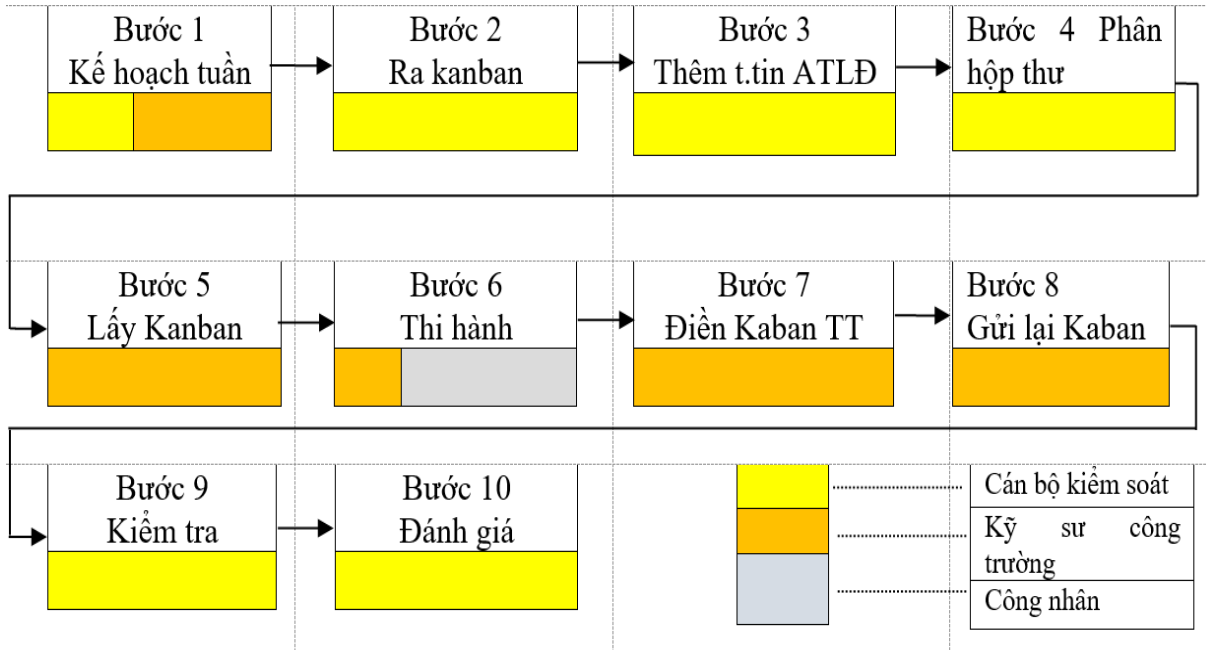 Bước 1
Kế hoạch tuần
Bước 2
Ra kanban
Bước 3
Thêm t.tin ATLĐ
Bước 4 Phân
hộp thư
Bước 5
Lấy Kanban
Bước 6
Thi hành
Bước 7
Điền Kaban TT
Bước 8
Gửi lại Kaban
Bước 9
Kiểm tra
Bước 10
Đánh giá
Cán bộ kiểm soát
Kỹ sư công
trường
Công nhân